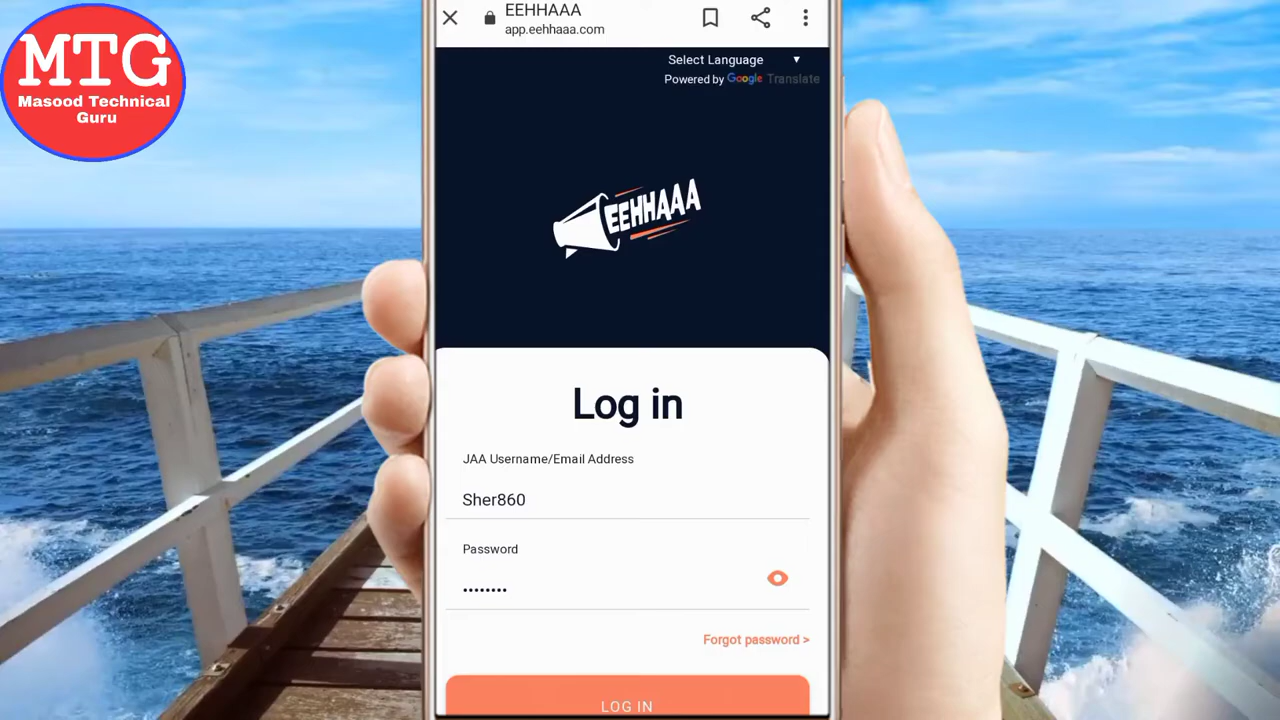 MTG
Masood Technical
Guru
EEHHAAA
app.eehhaaa.com
Select Language
Powered by Google Translate
EEHHAAA
Log in
JAA Username/Email Address
Sher860
Password
••••••••
Forgot password >
LOG IN